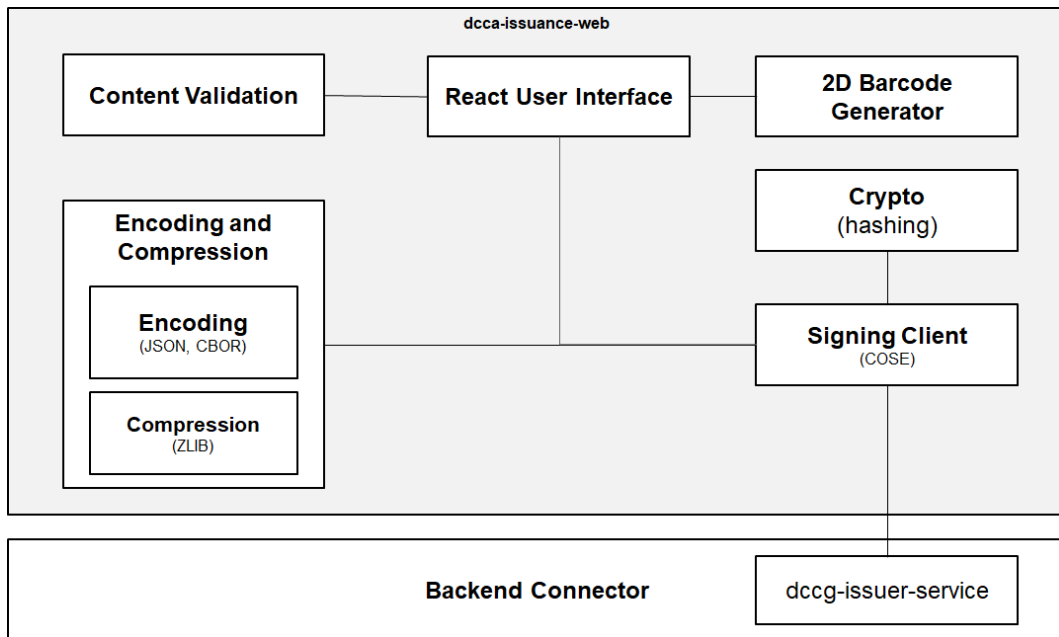 dcca-issuance-web
Content Validation
React User Interface
2D Barcode
Generator
Crypto
(hashing)
Encoding and
Compression
Encoding
(JSON, CBOR)
Signing Client
(COSE)
Compression
(ZLIB)
Backend Connector
dccg-issuer-service